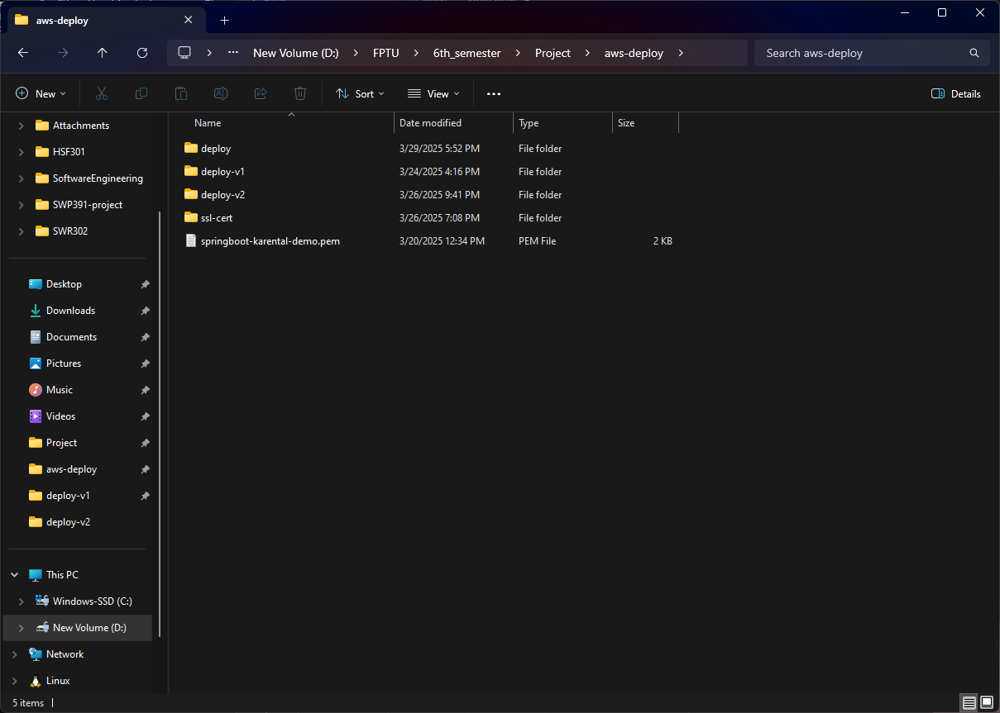 aws-deploy
New Volume (D:) FPTU 6th_semester Project aws-deploy
Search aws-deploy
New
Sort
View
Details
Attachments
HSF301
SoftwareEngineering
SWP391-project
SWR302
Desktop
Downloads
Documents
Pictures
Music
Videos
Project
aws-deploy
deploy-v1
deploy-v2
This PC
Windows-SSD (C:)
New Volume (D:)
Network
Linux
Name Date modified Type Size
deploy 3/29/2025 5:52 PM File folder
deploy-v1 3/24/2025 4:16 PM File folder
deploy-v2 3/26/2025 9:41 PM File folder
ssl-cert 3/26/2025 7:08 PM File folder
springboot-karental-demo.pem 3/20/2025 12:34 PM PEM File 2 KB
5 items